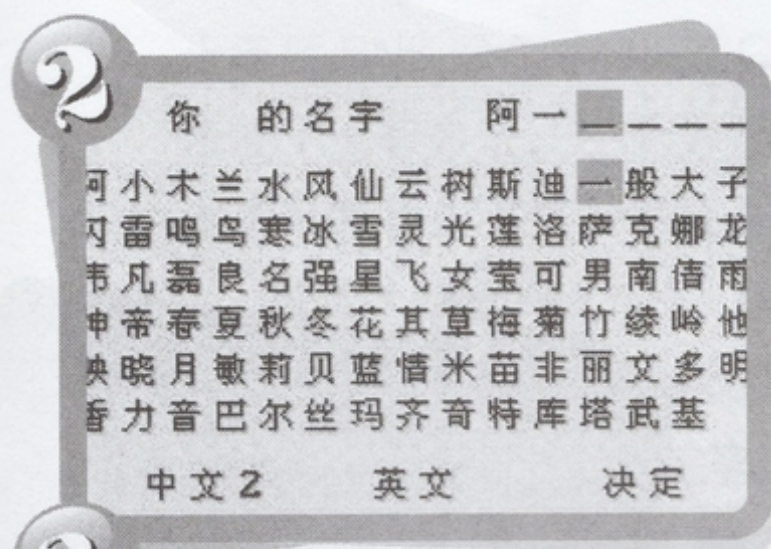 2
你 的名字 阿一_ _ _ _
阿小木兰水风仙云树斯迪一般大子
闪雷鸣鸟寒冰雪灵光莲洛萨克娜龙
韦凡磊良名强星飞女莹可男南倩雨
神帝春夏秋冬花其草梅菊竹绫岭他
映晓月敏莉贝蓝情米苗非丽文多明
香力音巴尔丝玛齐奇特库塔武基
中文2 英文 决定